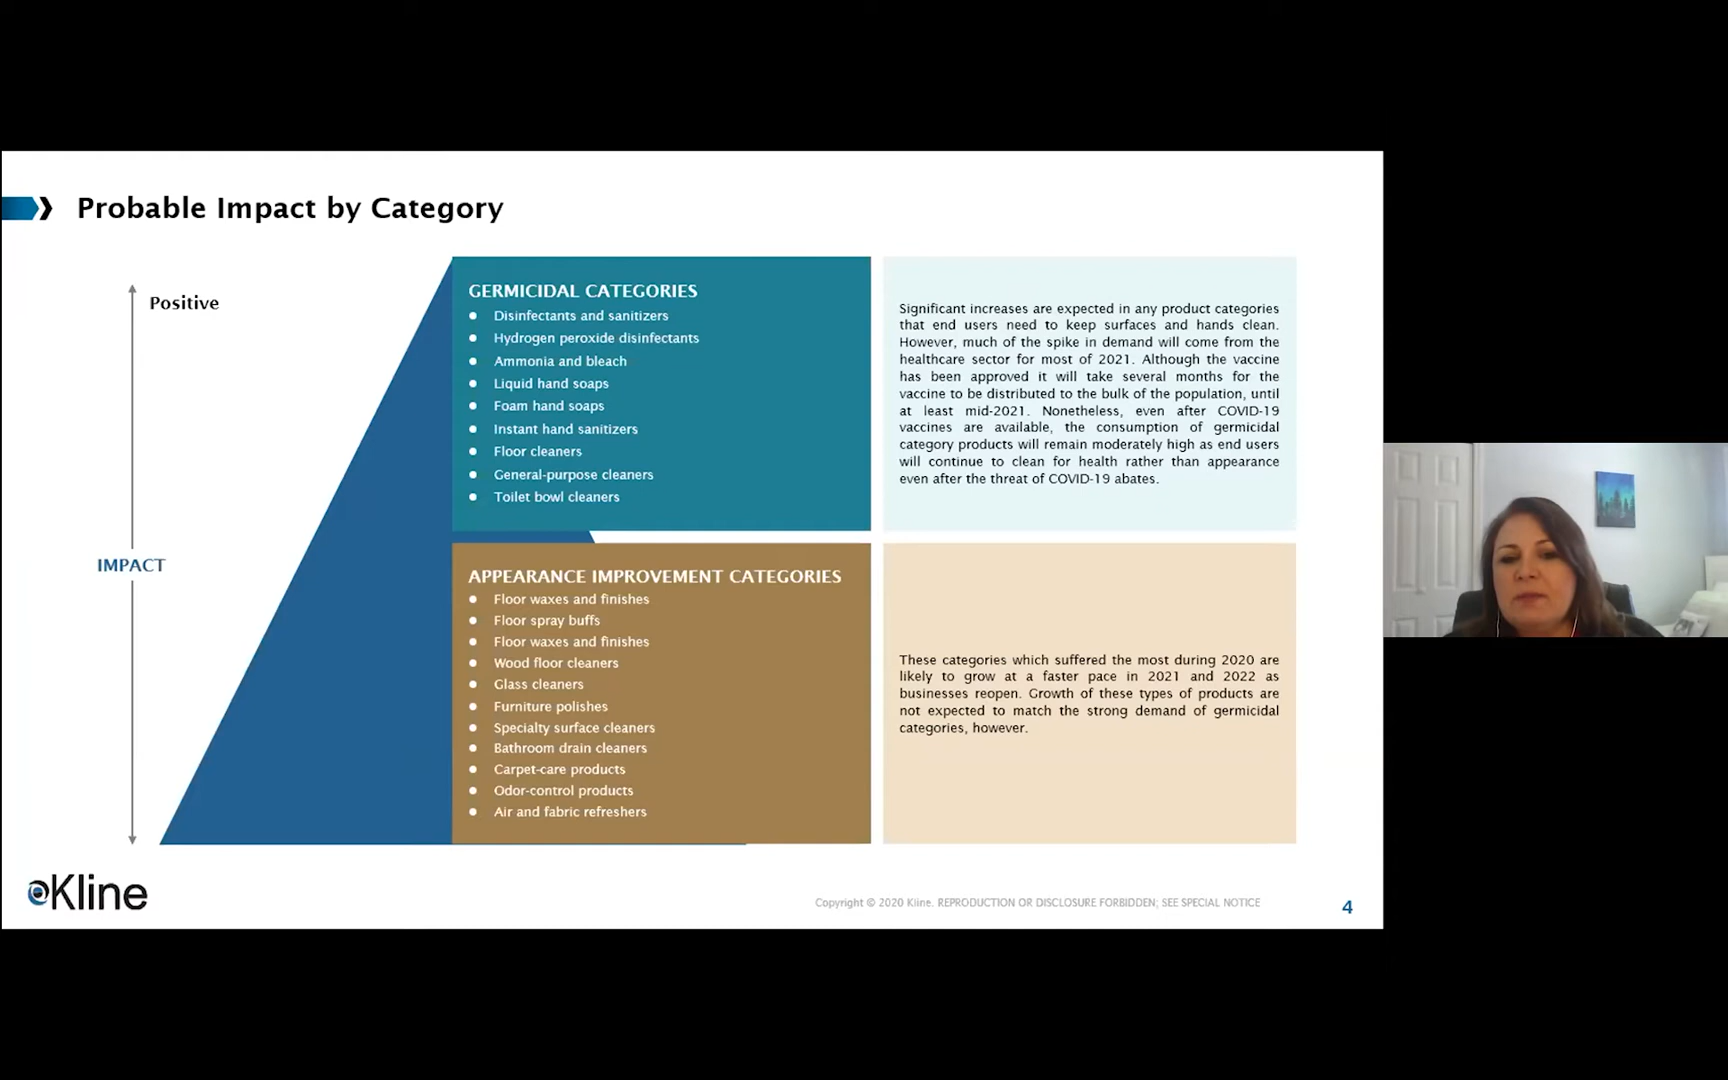 Probable Impact by Category
Positive
IMPACT
GERMICIDAL CATEGORIES
Disinfectants and sanitizers
Hydrogen peroxide disinfectants
Ammonia and bleach
Liquid hand soaps
Foam hand soaps
Instant hand sanitizers
Floor cleaners
General-purpose cleaners
Toilet bowl cleaners
Significant increases are expected in any product categories
that end users need to keep surfaces and hands clean.
However, much of the spike in demand will come from the
healthcare sector for most of 2021. Although the vaccine
has been approved it will take several months for the
vaccine to be distributed to the bulk of the population, until
at least mid-2021. Nonetheless, even after COVID-19
vaccines are available, the consumption of germicidal
category products will remain moderately high as end users
will continue to clean for health rather than appearance
even after the threat of COVID-19 abates.
APPEARANCE IMPROVEMENT CATEGORIES
Floor waxes and finishes
Floor spray buffs
Floor waxes and finishes
Wood floor cleaners
Glass cleaners
Furniture polishes
Specialty surface cleaners
Bathroom drain cleaners
Carpet-care products
Odor-control products
Air and fabric refreshers
These categories which suffered the most during 2020 are
likely to grow at a faster pace in 2021 and 2022 as
businesses reopen. Growth of these types of products are
not expected to match the strong demand of germicidal
categories, however.
Kline
Copyright © 2020 Kline. REPRODUCTION OR DISCLOSURE FORBIDDEN; SEE SPECIAL NOTICE
4